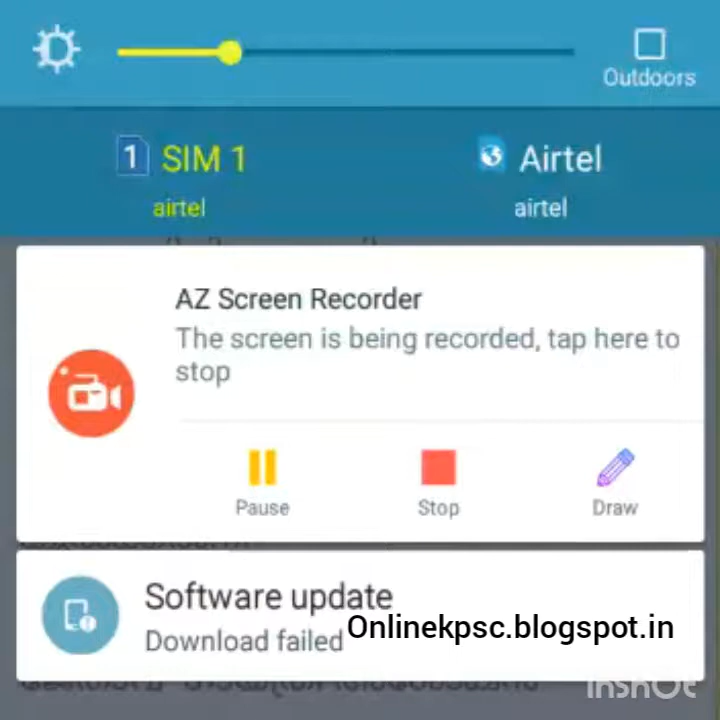 Outdoors
1 SIM 1
airtel
Airtel
airtel
AZ Screen Recorder
The screen is being recorded, tap here to
stop
Pause
Stop
Draw
Software update
Download failed
Onlinekpsc.blogspot.in
InShOt